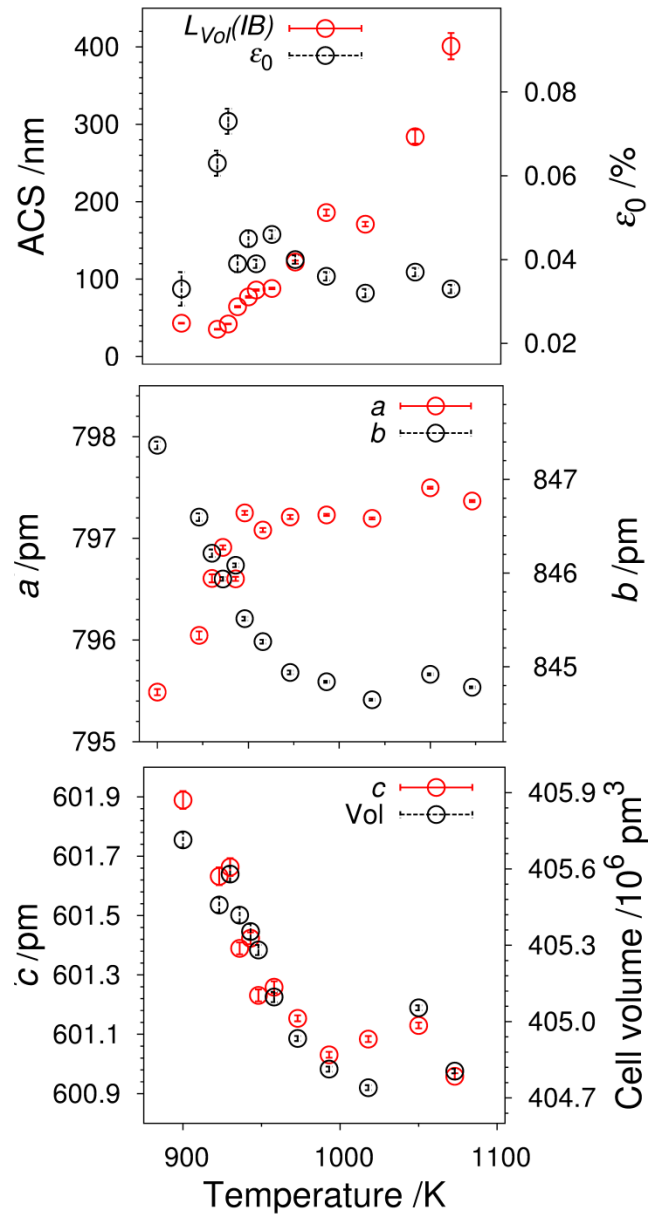 L_Vol(IB)
ε_0
400
300
200
100
0
ACS /nm
0.08
0.06
0.04
0.02
ε_0 /%
a
b
798
797
796
795
a /pm
847
846
845
b /pm
c
Vol
601.9
601.7
601.5
601.3
601.1
600.9
c /pm
405.9
405.6
405.3
405.0
404.7
Cell volume /10^6 pm^3
900 1000 1100
Temperature /K